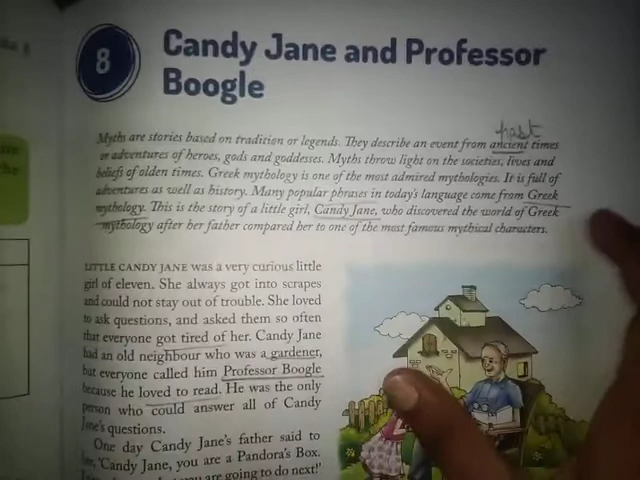 8
Candy Jane and Professor
Boogle
past
Myths are stories based on tradition or legends. They describe an event from ancient times
or adventures of heroes, gods and goddesses. Myths throw light on the societies, lives and
beliefs of olden times. Greek mythology is one of the most admired mythologies. It is full of
adventures as well as history. Many popular phrases in today's language come from Greek
mythology. This is the story of a little girl, Candy Jane, who discovered the world of Greek
mythology after her father compared her to one of the most famous mythical characters.
LITTLE CANDY JANE was a very curious little
girl of eleven. She always got into scrapes
and could not stay out of trouble. She loved
to ask questions, and asked them so often
that everyone got tired of her. Candy Jane
had an old neighbour who was a gardener,
but everyone called him Professor Boogle
because he loved to read. He was the only
person who could answer all of Candy
Jane's questions.
One day Candy Jane's father said to
her, 'Candy Jane, you are a Pandora's Box.
you are going to do next!'